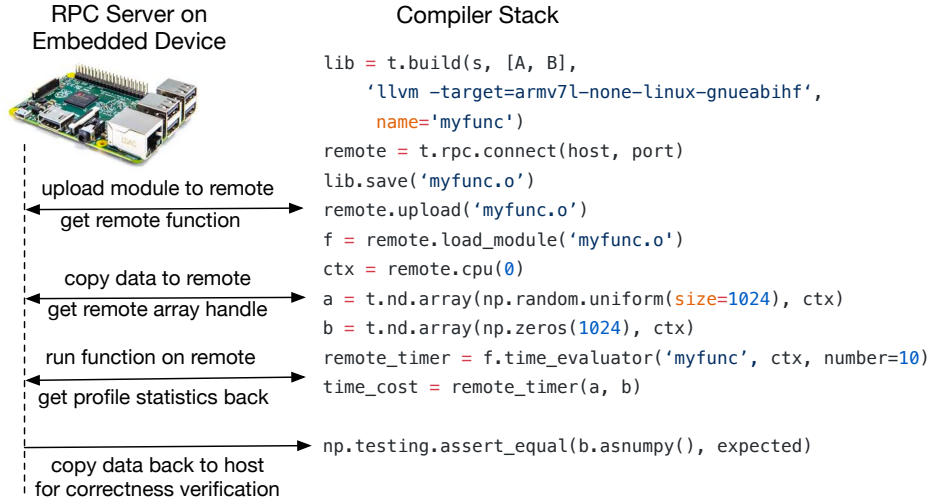 RPC Server on
Embedded Device
Compiler Stack
lib = t.build(s, [A, B],
‘llvm -target=armv7l-none-linux-gnueabihf‘,
name='myfunc')
remote = t.rpc.connect(host, port)
lib.save(‘myfunc.o’)
upload module to remote
get remote function
remote.upload(‘myfunc.o’)
f = remote.load_module(‘myfunc.o')
ctx = remote.cpu(0)
copy data to remote
get remote array handle
a = t.nd.array(np.random.uniform(size=1024), ctx)
b = t.nd.array(np.zeros(1024), ctx)
run function on remote
get profile statistics back
remote_timer = f.time_evaluator(‘myfunc’, ctx, number=10)
time_cost = remote_timer(a, b)
np.testing.assert_equal(b.asnumpy(), expected)
copy data back to host
for correctness verification